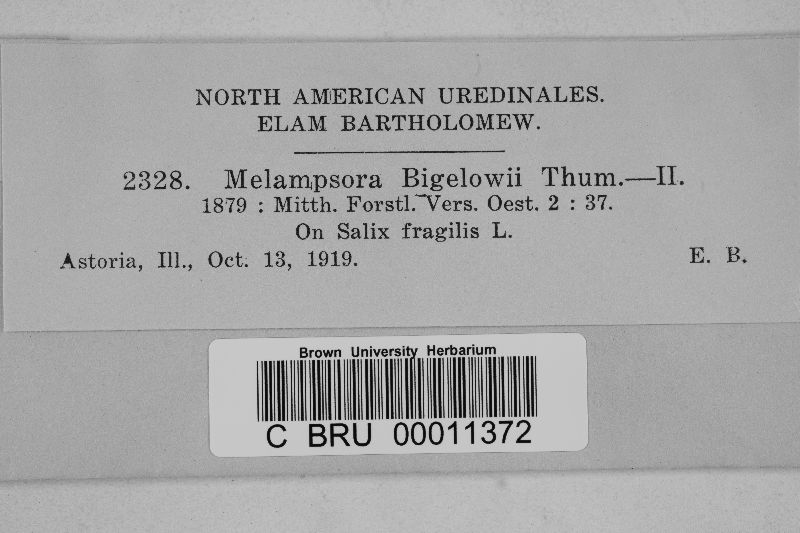 NORTH AMERICAN UREDINALES.
ELAM BARTHOLOMEW.
2328. Melampsora Bigelowii Thum.—II.
1879 : Mitth. Forstl. Vers. Oest. 2 : 37.
On Salix fragilis L.
Astoria, Ill., Oct. 13, 1919. E. B.
Brown University Herbarium
C BRU 00011372